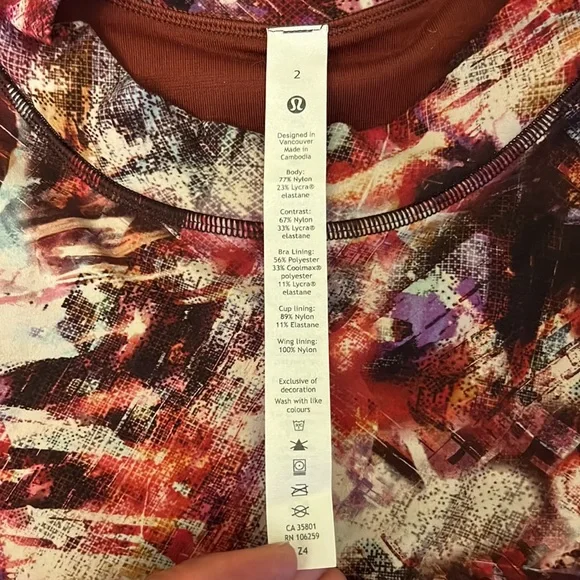 2
Designed in
Vancouver
Made in
Cambodia
Body:
77% Nylon
23% Lycra®
elastane
Contrast:
67% Nylon
33% Lycra®
elastane
Bra Lining:
56% Polyester
33% Coolmax®
polyester
11% Lycra®
elastane
Cup lining:
89% Nylon
11% Elastane
Wing lining:
100% Nylon
Exclusive of
decoration
Wash with like
colours
CA 35801
RN 106259
Z4